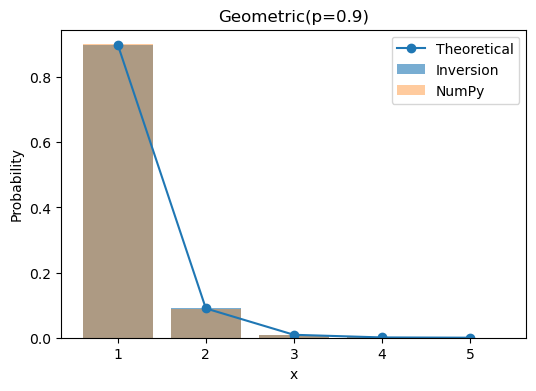 Geometric(p=0.9)
Theoretical
Inversion
NumPy
Probability
0.8
0.6
0.4
0.2
0.0
1 2 3 4 5
x